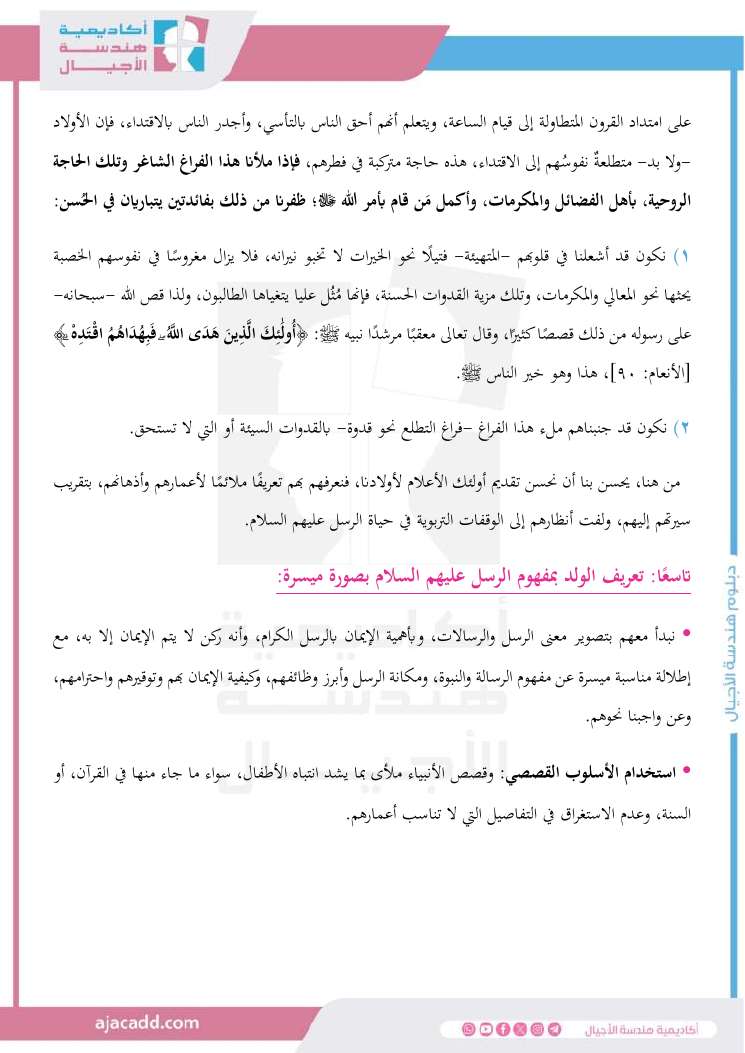 أكاديمية
هندسة
الأجيال
على امتداد القرون المتطاولة إلى قيام الساعة، ويتعلم أنهم أحق الناس بالتأسي، وأجدر الناس بالاقتداء، فإن الأولاد
-ولا بد- متطلعةٌ نفوسُهم إلى الاقتداء، هذه حاجة متركبة في فطرهم، فإذا ملأنا هذا الفراغ الشاغر وتلك الحاجة
الروحية، بأهل الفضائل والمكرمات، وأكمل مَن قام بأمر الله ﷻ؛ ظفرنا من ذلك بفائدتين يتباريان في الحُسن:
١) نكون قد أشعلنا في قلوبهم -المتهيئة- فتيلًا نحو الخيرات لا تخبو نيرانه، فلا يزال مغروسًا في نفوسهم الخصبة
يحثها نحو المعالي والمكرمات، وتلك مزية القدوات الحسنة، فإنها مُثُل عليا يتغياها الطالبون، ولذا قص الله -سبحانه-
على رسوله من ذلك قصصًا كثيرًا، وقال تعالى معقبًا مرشدًا نبيه ﷺ: ﴿أُولَٰئِكَ الَّذِينَ هَدَى اللَّهُ ۖ فَبِهُدَاهُمُ اقْتَدِهْ ۗ﴾
[الأنعام: ٩٠]، هذا وهو خير الناس ﷺ.
٢) نكون قد جنبناهم ملء هذا الفراغ -فراغ التطلع نحو قدوة- بالقدوات السيئة أو التي لا تستحق.
من هنا، يحسن بنا أن نحسن تقديم أولئك الأعلام لأولادنا، فنعرفهم بهم تعريفًا ملائمًا لأعمارهم وأذهانهم، بتقريب
سيرتهم إليهم، ولفت أنظارهم إلى الوقفات التربوية في حياة الرسل عليهم السلام.
تاسعًا: تعريف الولد بمفهوم الرسل عليهم السلام بصورة ميسرة:
• نبدأ معهم بتصوير معنى الرسل والرسالات، وبأهمية الإيمان بالرسل الكرام، وأنه ركن لا يتم الإيمان إلا به، مع
إطلالة مناسبة ميسرة عن مفهوم الرسالة والنبوة، ومكانة الرسل وأبرز وظائفهم، وكيفية الإيمان بهم وتوقيرهم واحترامهم،
وعن واجبنا نحوهم.
• استخدام الأسلوب القصصي: وقصص الأنبياء ملأى بما يشد انتباه الأطفال، سواء ما جاء منها في القرآن، أو
السنة، وعدم الاستغراق في التفاصيل التي لا تناسب أعمارهم.
دبلوم هندسة الأجيال
أكاديمية
هندسة
الأجيال
أكاديمية هندسة الأجيال
ajacadd.com